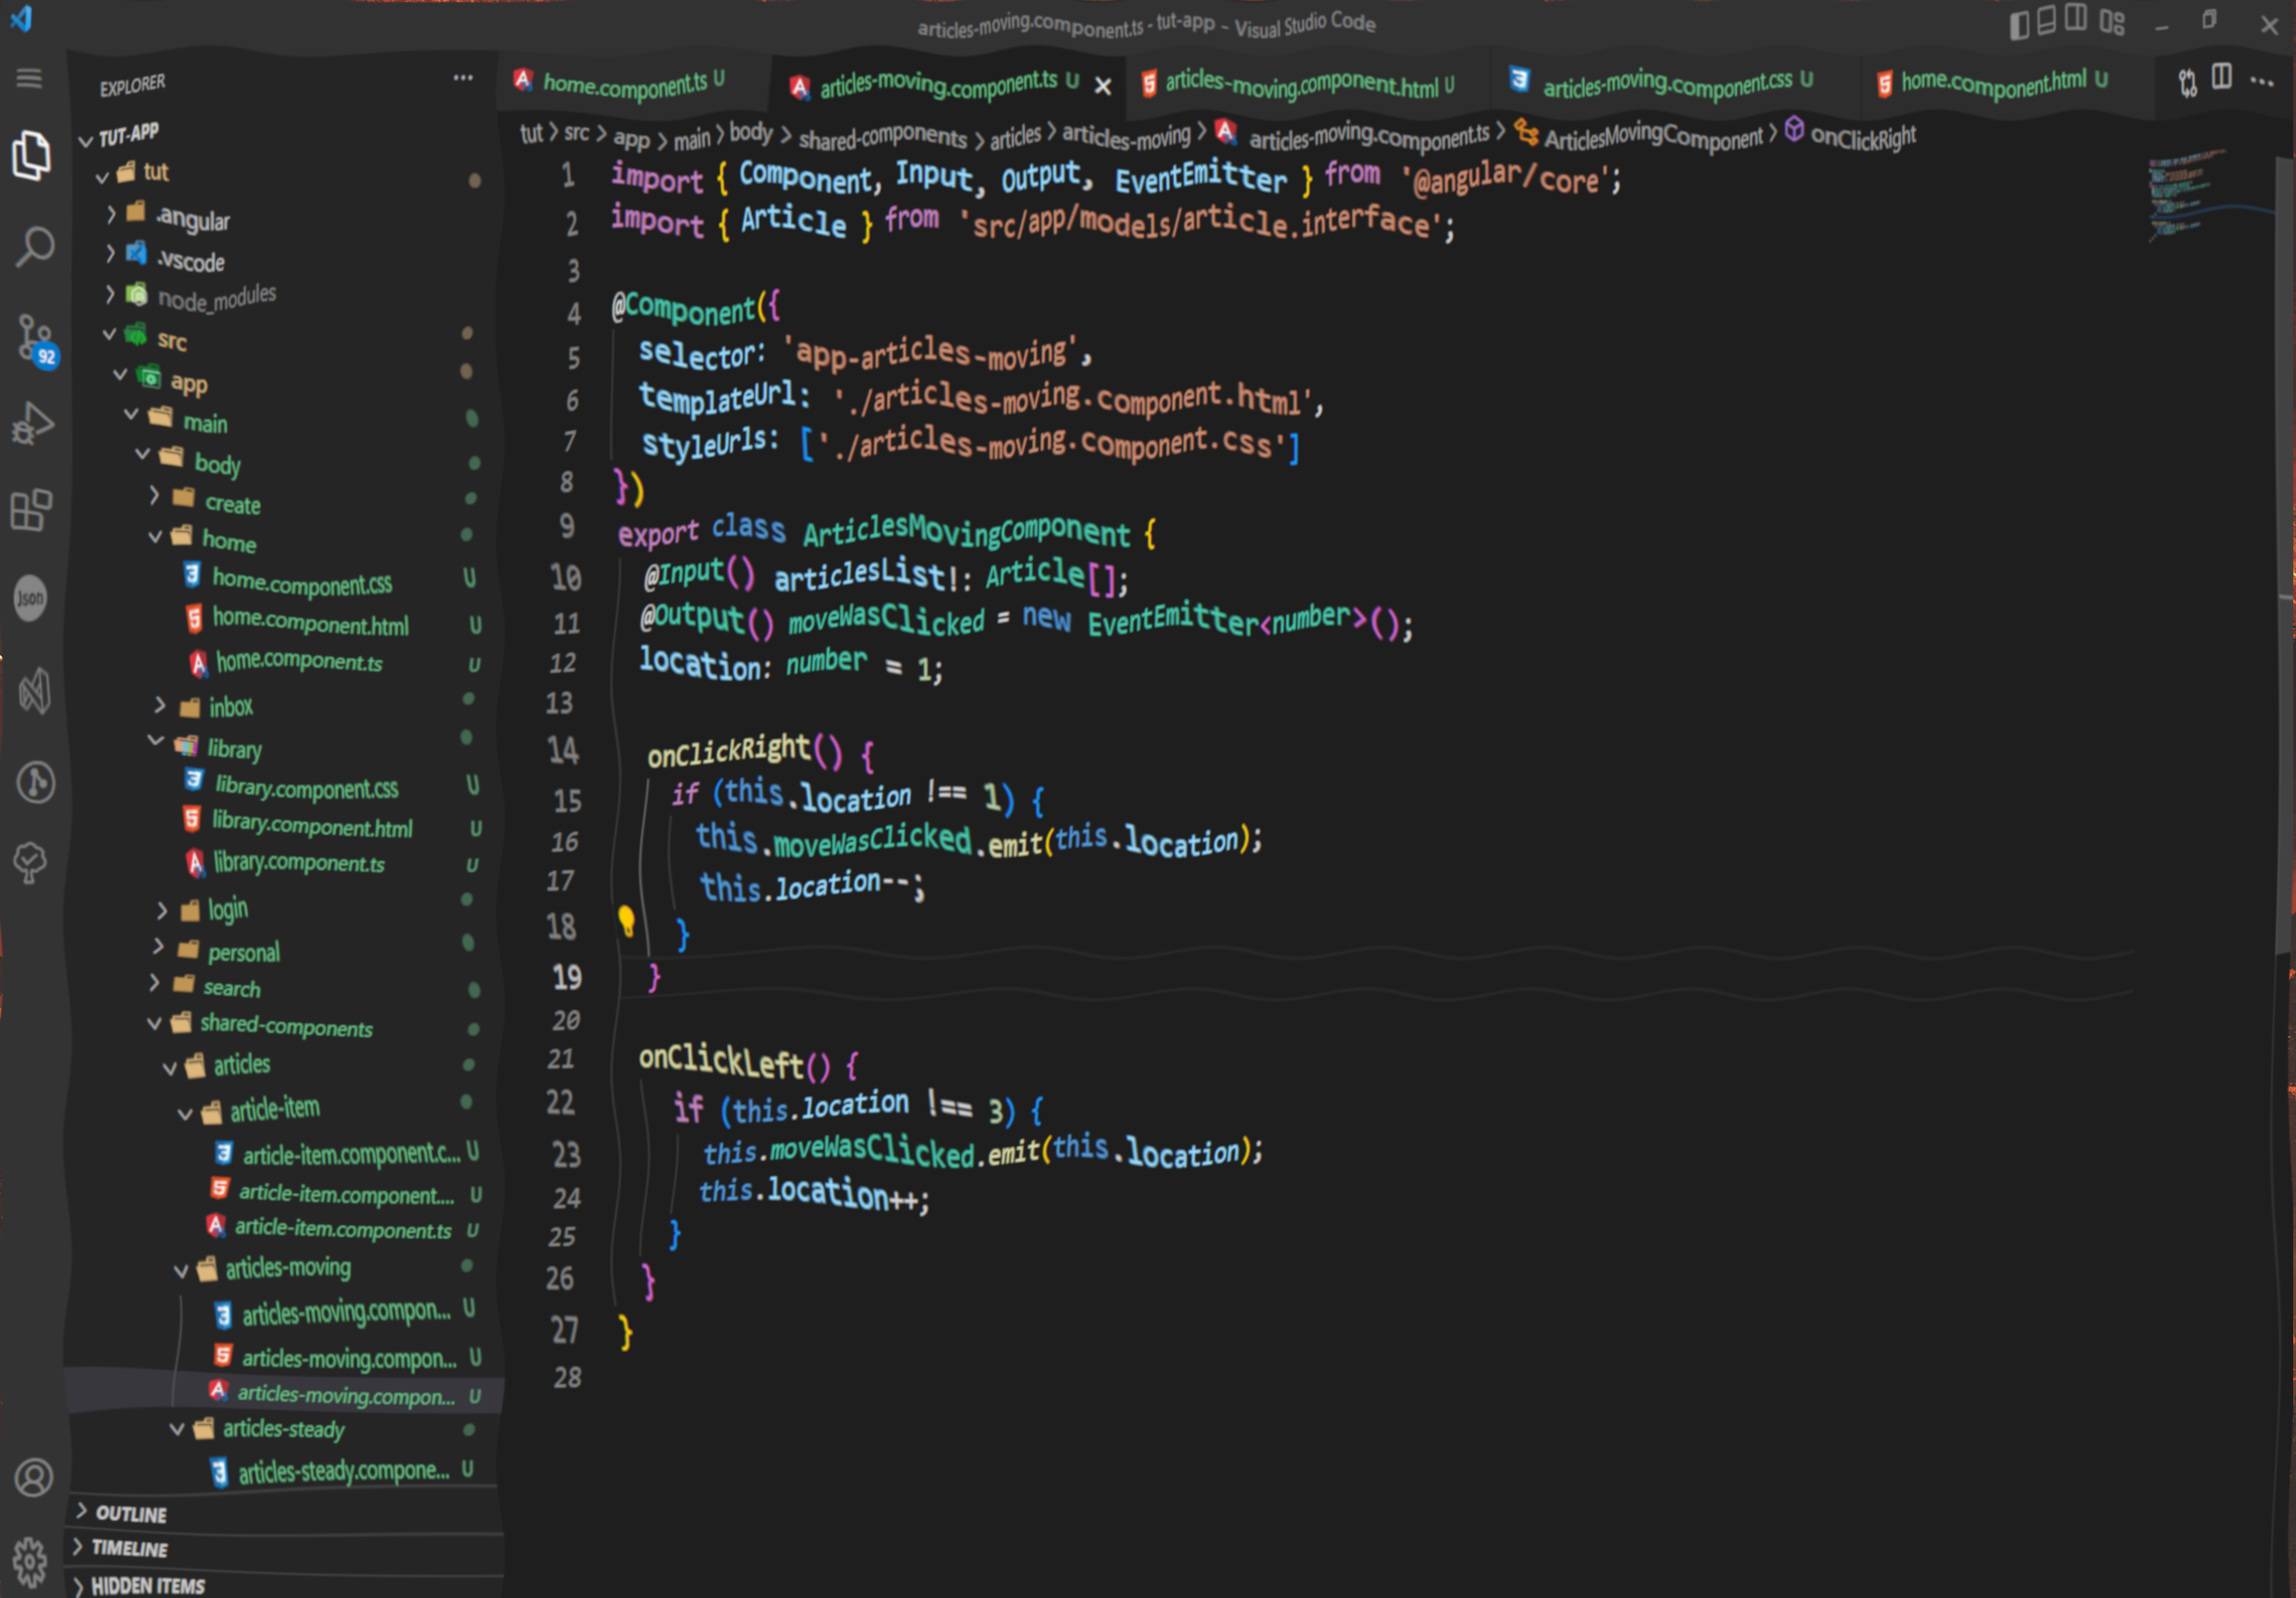 articles-moving.component.ts - tut-app - Visual Studio Code
EXPLORER
TUT-APP
tut
.angular
.vscode
node_modules
src
app
main
body
create
home
home.component.css U
home.component.html U
home.component.ts U
inbox
library
library.component.css U
library.component.html U
library.component.ts U
login
personal
search
shared-components
articles
article-item
article-item.component.c... U
article-item.component.... U
article-item.component.ts U
articles-moving
articles-moving.compon... U
articles-moving.compon... U
articles-moving.compon... U
articles-steady
articles-steady.compone... U
OUTLINE
TIMELINE
HIDDEN ITEMS
92
Json
home.component.ts U
articles-moving.component.ts U
articles-moving.component.html U
articles-moving.component.css U
home.component.html U
tut > src > app > main > body > shared-components > articles > articles-moving > articles-moving.component.ts > ArticlesMovingComponent > onClickRight
1 import { Component, Input, Output, EventEmitter } from '@angular/core';
2 import { Article } from 'src/app/models/article.interface';
3
4 @Component({
5 selector: 'app-articles-moving',
6 templateUrl: './articles-moving.component.html',
7 styleUrls: ['./articles-moving.component.css']
8 })
9 export class ArticlesMovingComponent {
10 @Input() articlesList!: Article[];
11 @Output() moveWasClicked = new EventEmitter<number>();
12 location: number = 1;
13
14 onClickRight() {
15 if (this.location !== 1) {
16 this.moveWasClicked.emit(this.location);
17 this.location--;
18 }
19 }
20
21 onClickLeft() {
22 if (this.location !== 3) {
23 this.moveWasClicked.emit(this.location);
24 this.location++;
25 }
26 }
27 }
28